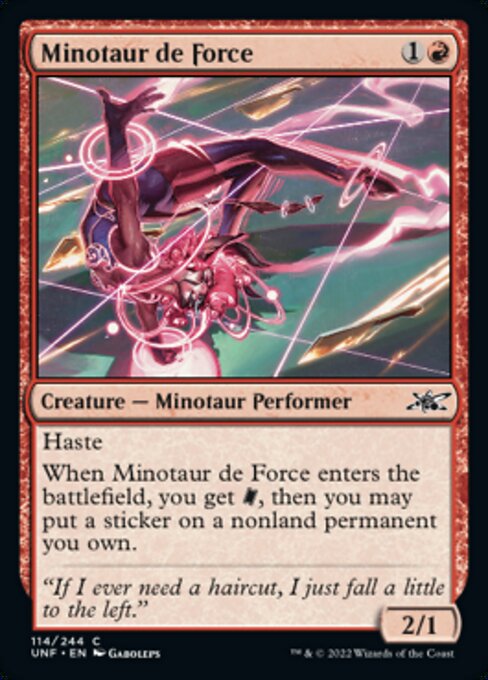 Minotaur de Force 1
Creature — Minotaur Performer
Haste
When Minotaur de Force enters the
battlefield, you get , then you may
put a sticker on a nonland permanent
you own.
"If I ever need a haircut, I just fall a little
to the left."
2/1
114/244 C
UNF • EN Gaboleps
™ & © 2022 Wizards of the Coast